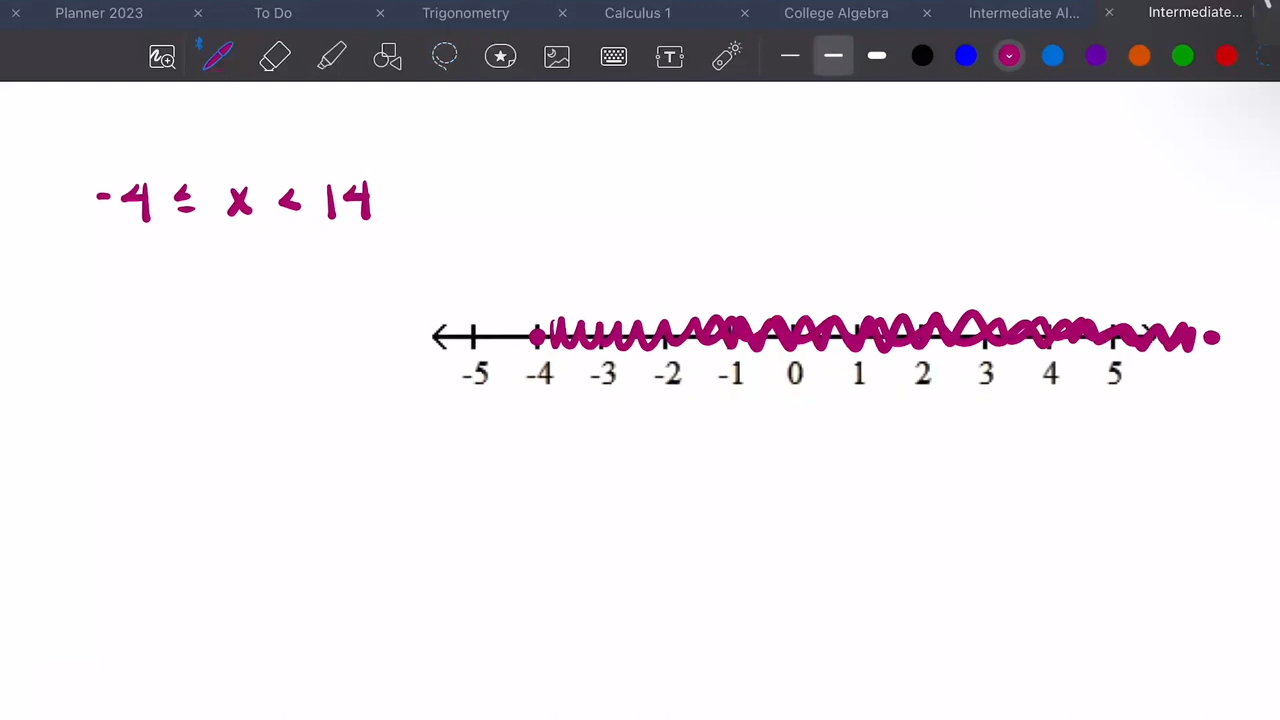 Planner 2023 To Do Trigonometry Calculus 1 College Algebra Intermediate Al... Intermediate...
-4 ≤ x < 14
-5 -4 -3 -2 -1 0 1 2 3 4 5